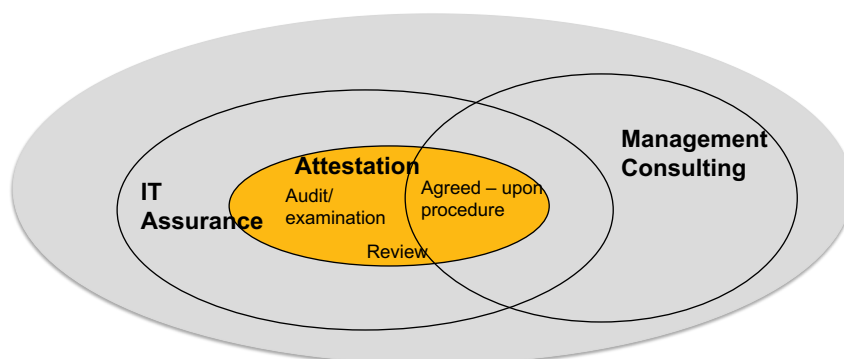 Attestation
IT
Assurance
Audit/
examination
Review
Agreed – upon
procedure
Management
Consulting